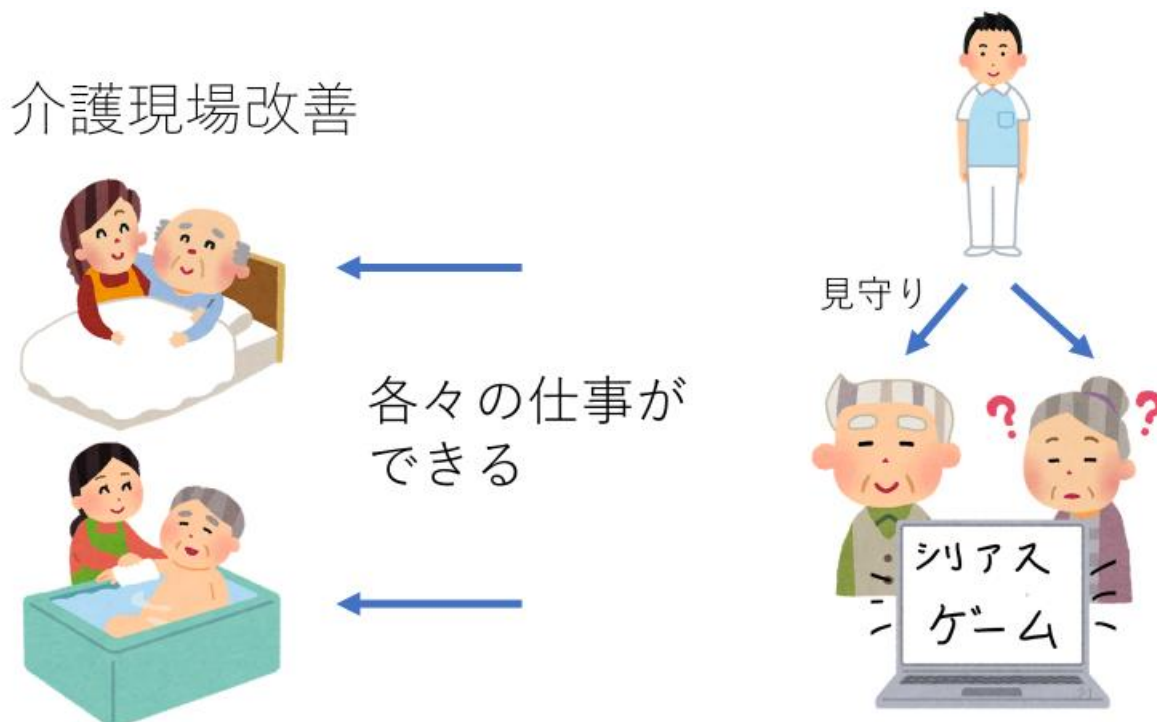 介護現場改善
見守り
各々の仕事が
できる
? ?
シリアス
ゲーム